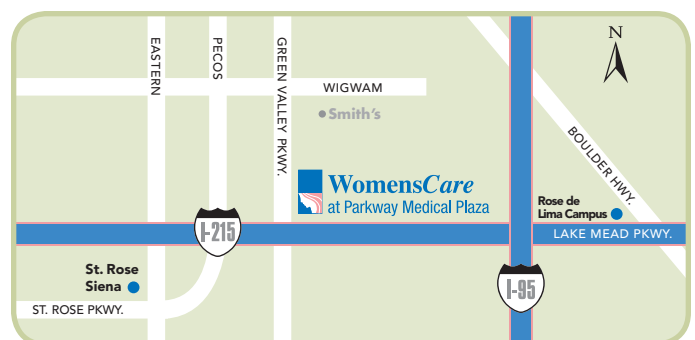 N
EASTERN
PECOS
GREEN VALLEY PKWY.
WIGWAM
Smith's
BOULDER HWY.
WomensCare
at Parkway Medical Plaza
Rose de
Lima Campus
I-215
LAKE MEAD PKWY.
St. Rose
Siena
I-95
ST. ROSE PKWY.